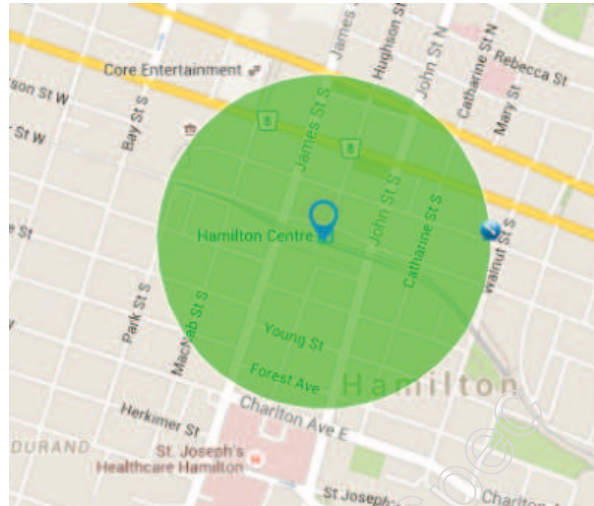 James S
Hughson St
John St N
Catharine St N
Rebecca St
Mary St
Core Entertainment
son St W
r St W
Bay St S
8
8
James St S
John St S
Catharine St S
Hamilton Centre
Walnut St S
e St
Park St S
MacNab St S
Young St
Forest Ave
Hamilton
Herkimer St
Charlton Ave E
DURAND
St. Joseph's
Healthcare Hamilton
St Joseph
Charlton